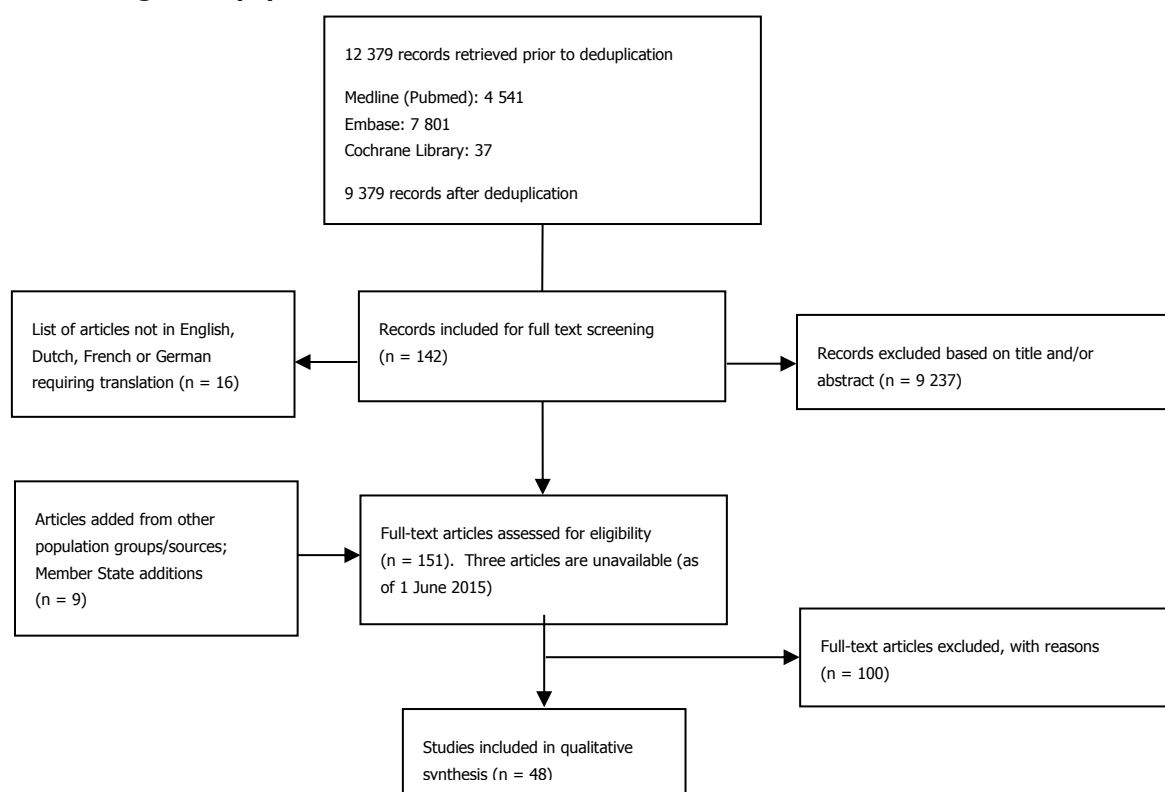 12 379 records retrieved prior to deduplication
Medline (Pubmed): 4 541
Embase: 7 801
Cochrane Library: 37
9 379 records after deduplication
List of articles not in English,
Dutch, French or German
requiring translation (n = 16)
Records included for full text screening
(n = 142)
Records excluded based on title and/or
abstract (n = 9 237)
Articles added from other
population groups/sources;
Member State additions
(n = 9)
Full-text articles assessed for eligibility
(n = 151). Three articles are unavailable (as
of 1 June 2015)
Full-text articles excluded, with reasons
(n = 100)
Studies included in qualitative
synthesis (n = 48)